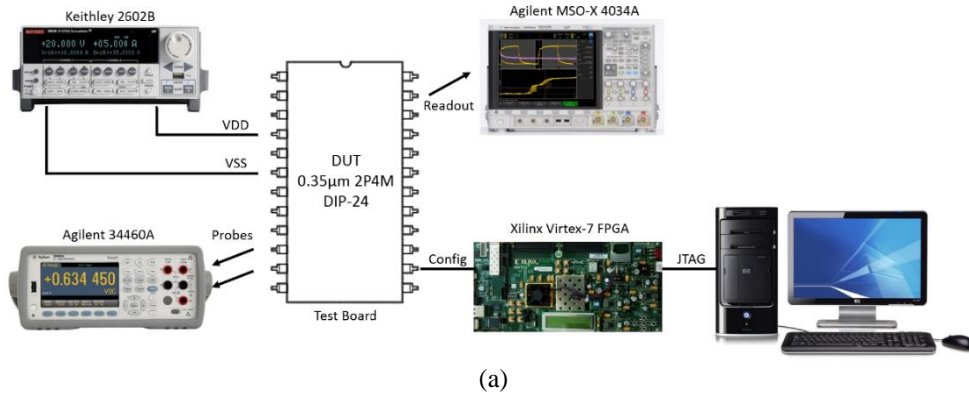 Keithley 2602B
Agilent MSO-X 4034A
+20.000 V +05.008 A
Readout
VDD
VSS
DUT
0.35µm 2P4M
DIP-24
Agilent 34460A
Probes
+0.634 450
VDC
Config
Xilinx Virtex-7 FPGA
JTAG
Test Board
(a)